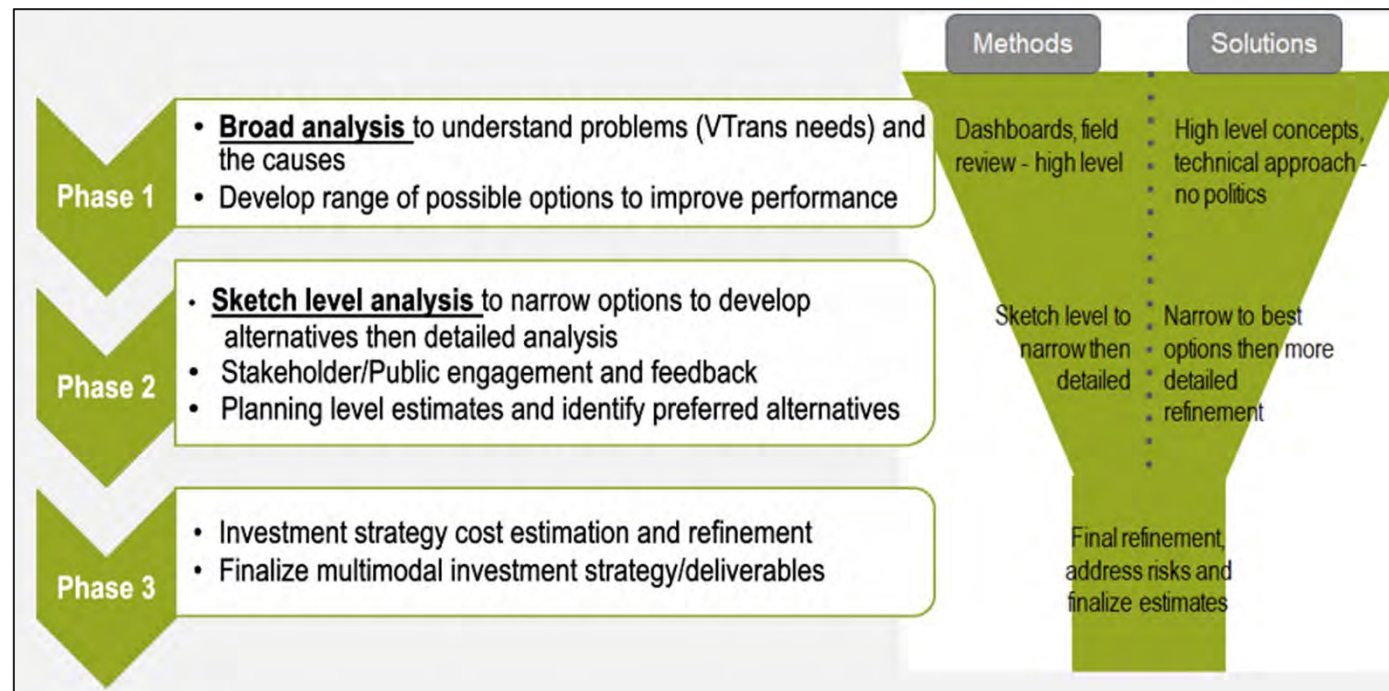 Methods
Solutions
Phase 1
• Broad analysis to understand problems (VTrans needs) and
the causes
• Develop range of possible options to improve performance
Dashboards, field
review - high level
High level concepts,
technical approach -
no politics
Phase 2
• Sketch level analysis to narrow options to develop
alternatives then detailed analysis
• Stakeholder/Public engagement and feedback
• Planning level estimates and identify preferred alternatives
Sketch level to
narrow then
detailed
Narrow to best
options then more
detailed
refinement
Phase 3
• Investment strategy cost estimation and refinement
• Finalize multimodal investment strategy/deliverables
Final refinement,
address risks and
finalize estimates